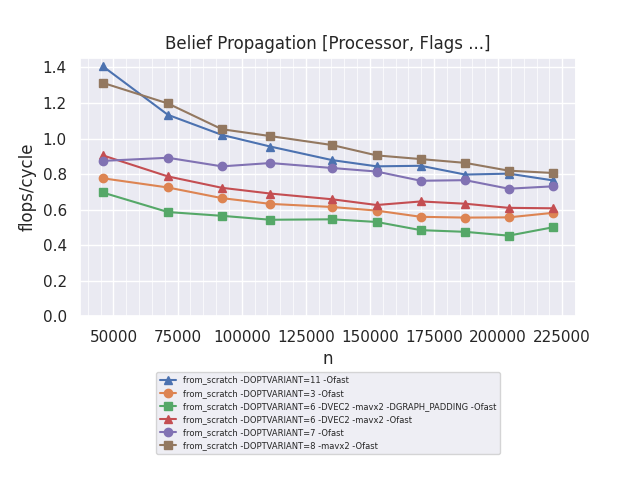 Belief Propagation [Processor, Flags ...]
flops/cycle
1.4
1.2
1.0
0.8
0.6
0.4
0.2
0.0
50000 75000 100000 125000 150000 175000 200000 225000
n
from_scratch -DOPTVARIANT=11 -Ofast
from_scratch -DOPTVARIANT=3 -Ofast
from_scratch -DOPTVARIANT=6 -DVEC2 -mavx2 -DGRAPH_PADDING -Ofast
from_scratch -DOPTVARIANT=6 -DVEC2 -mavx2 -Ofast
from_scratch -DOPTVARIANT=7 -Ofast
from_scratch -DOPTVARIANT=8 -mavx2 -Ofast